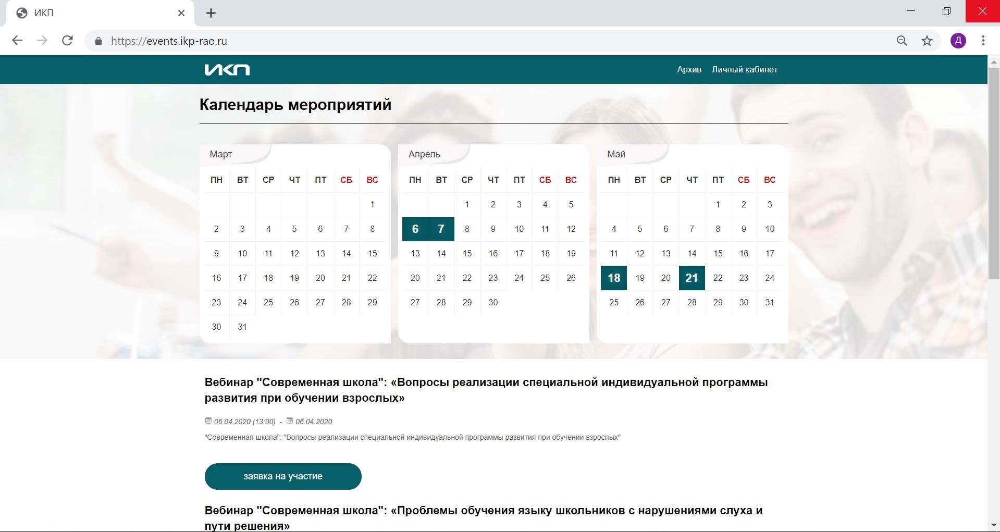 ИКП
https://events.ikp-rao.ru
Д
ИКП
Архив Личный кабинет
Календарь мероприятий
Март
ПН ВТ СР ЧТ ПТ СБ ВС
1
2 3 4 5 6 7 8
9 10 11 12 13 14 15
16 17 18 19 20 21 22
23 24 25 26 27 28 29
30 31
Апрель
ПН ВТ СР ЧТ ПТ СБ ВС
1 2 3 4 5
6 7 8 9 10 11 12
13 14 15 16 17 18 19
20 21 22 23 24 25 26
27 28 29 30
Май
ПН ВТ СР ЧТ ПТ СБ ВС
1 2 3
4 5 6 7 8 9 10
11 12 13 14 15 16 17
18 19 20 21 22 23 24
25 26 27 28 29 30 31
Вебинар "Современная школа": «Вопросы реализации специальной индивидуальной программы
развития при обучении взрослых»
06.04.2020 (13:00) - 06.04.2020
"Современная школа": "Вопросы реализации специальной индивидуальной программы развития при обучении взрослых"
заявка на участие
Вебинар "Современная школа": «Проблемы обучения языку школьников с нарушениями слуха и
пути решения»